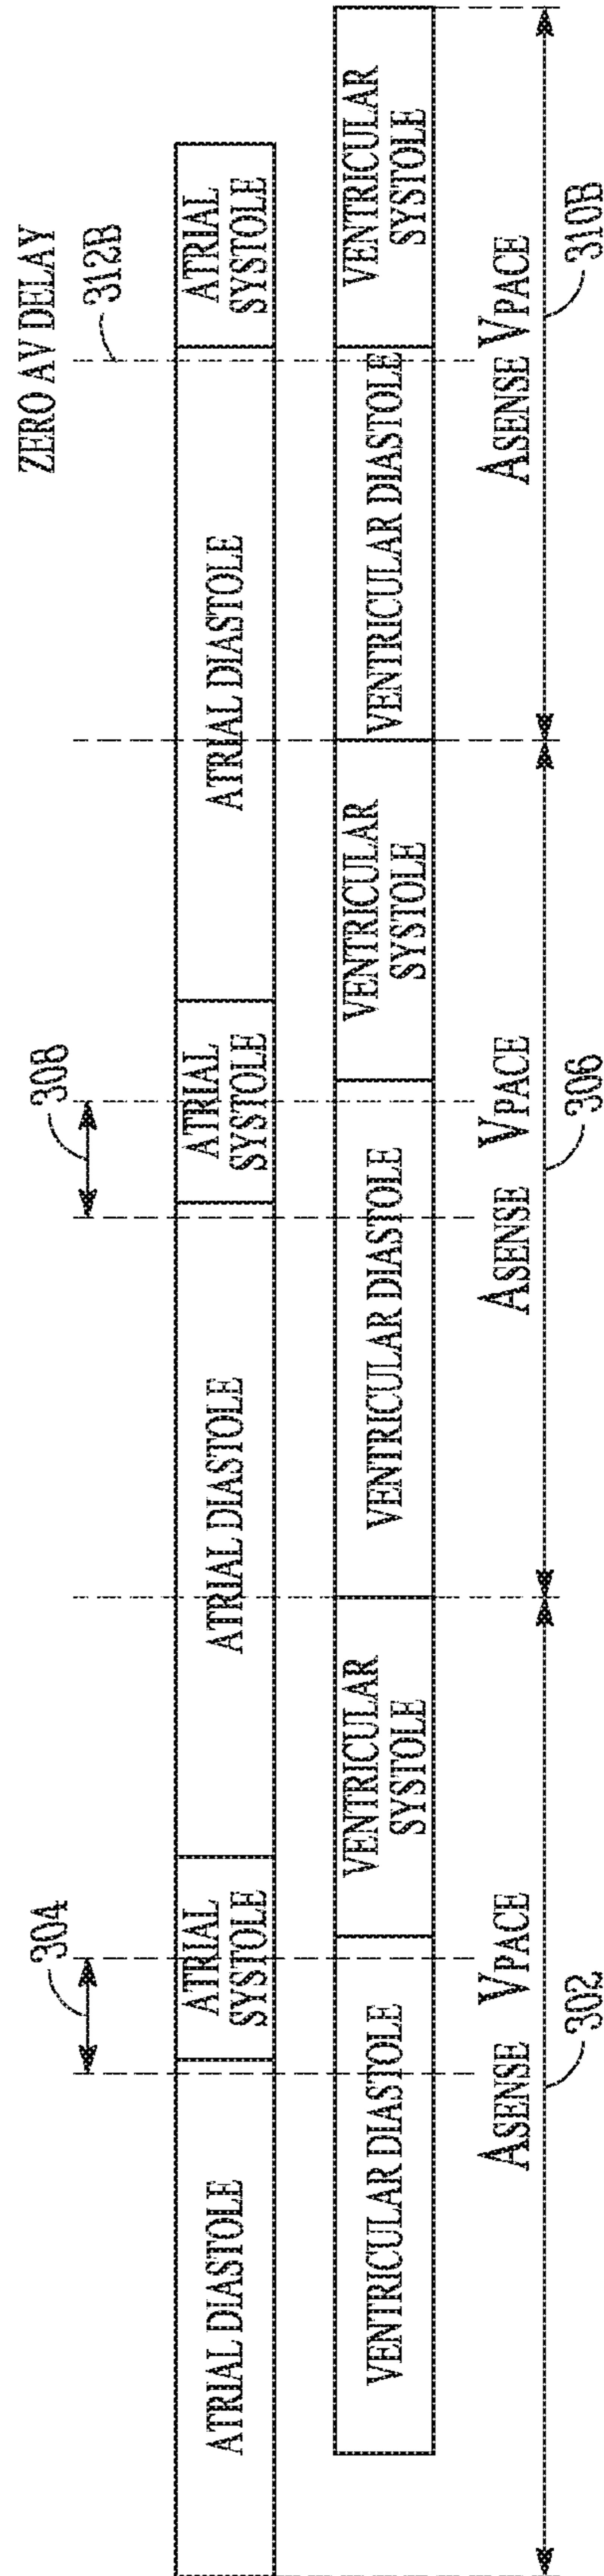 ZERO AV DELAY
304
308
312B
ATRIAL DIASTOLE
ATRIAL
SYSTOLE
ATRIAL DIASTOLE
ATRIAL
SYSTOLE
ATRIAL DIASTOLE
ATRIAL
SYSTOLE
VENTRICULAR DIASTOLE
VENTRICULAR
SYSTOLE
VENTRICULAR DIASTOLE
VENTRICULAR
SYSTOLE
VENTRICULAR DIASTOLE
VENTRICULAR
SYSTOLE
ASENSE VPACE
ASENSE VPACE
ASENSE VPACE
302
306
310B